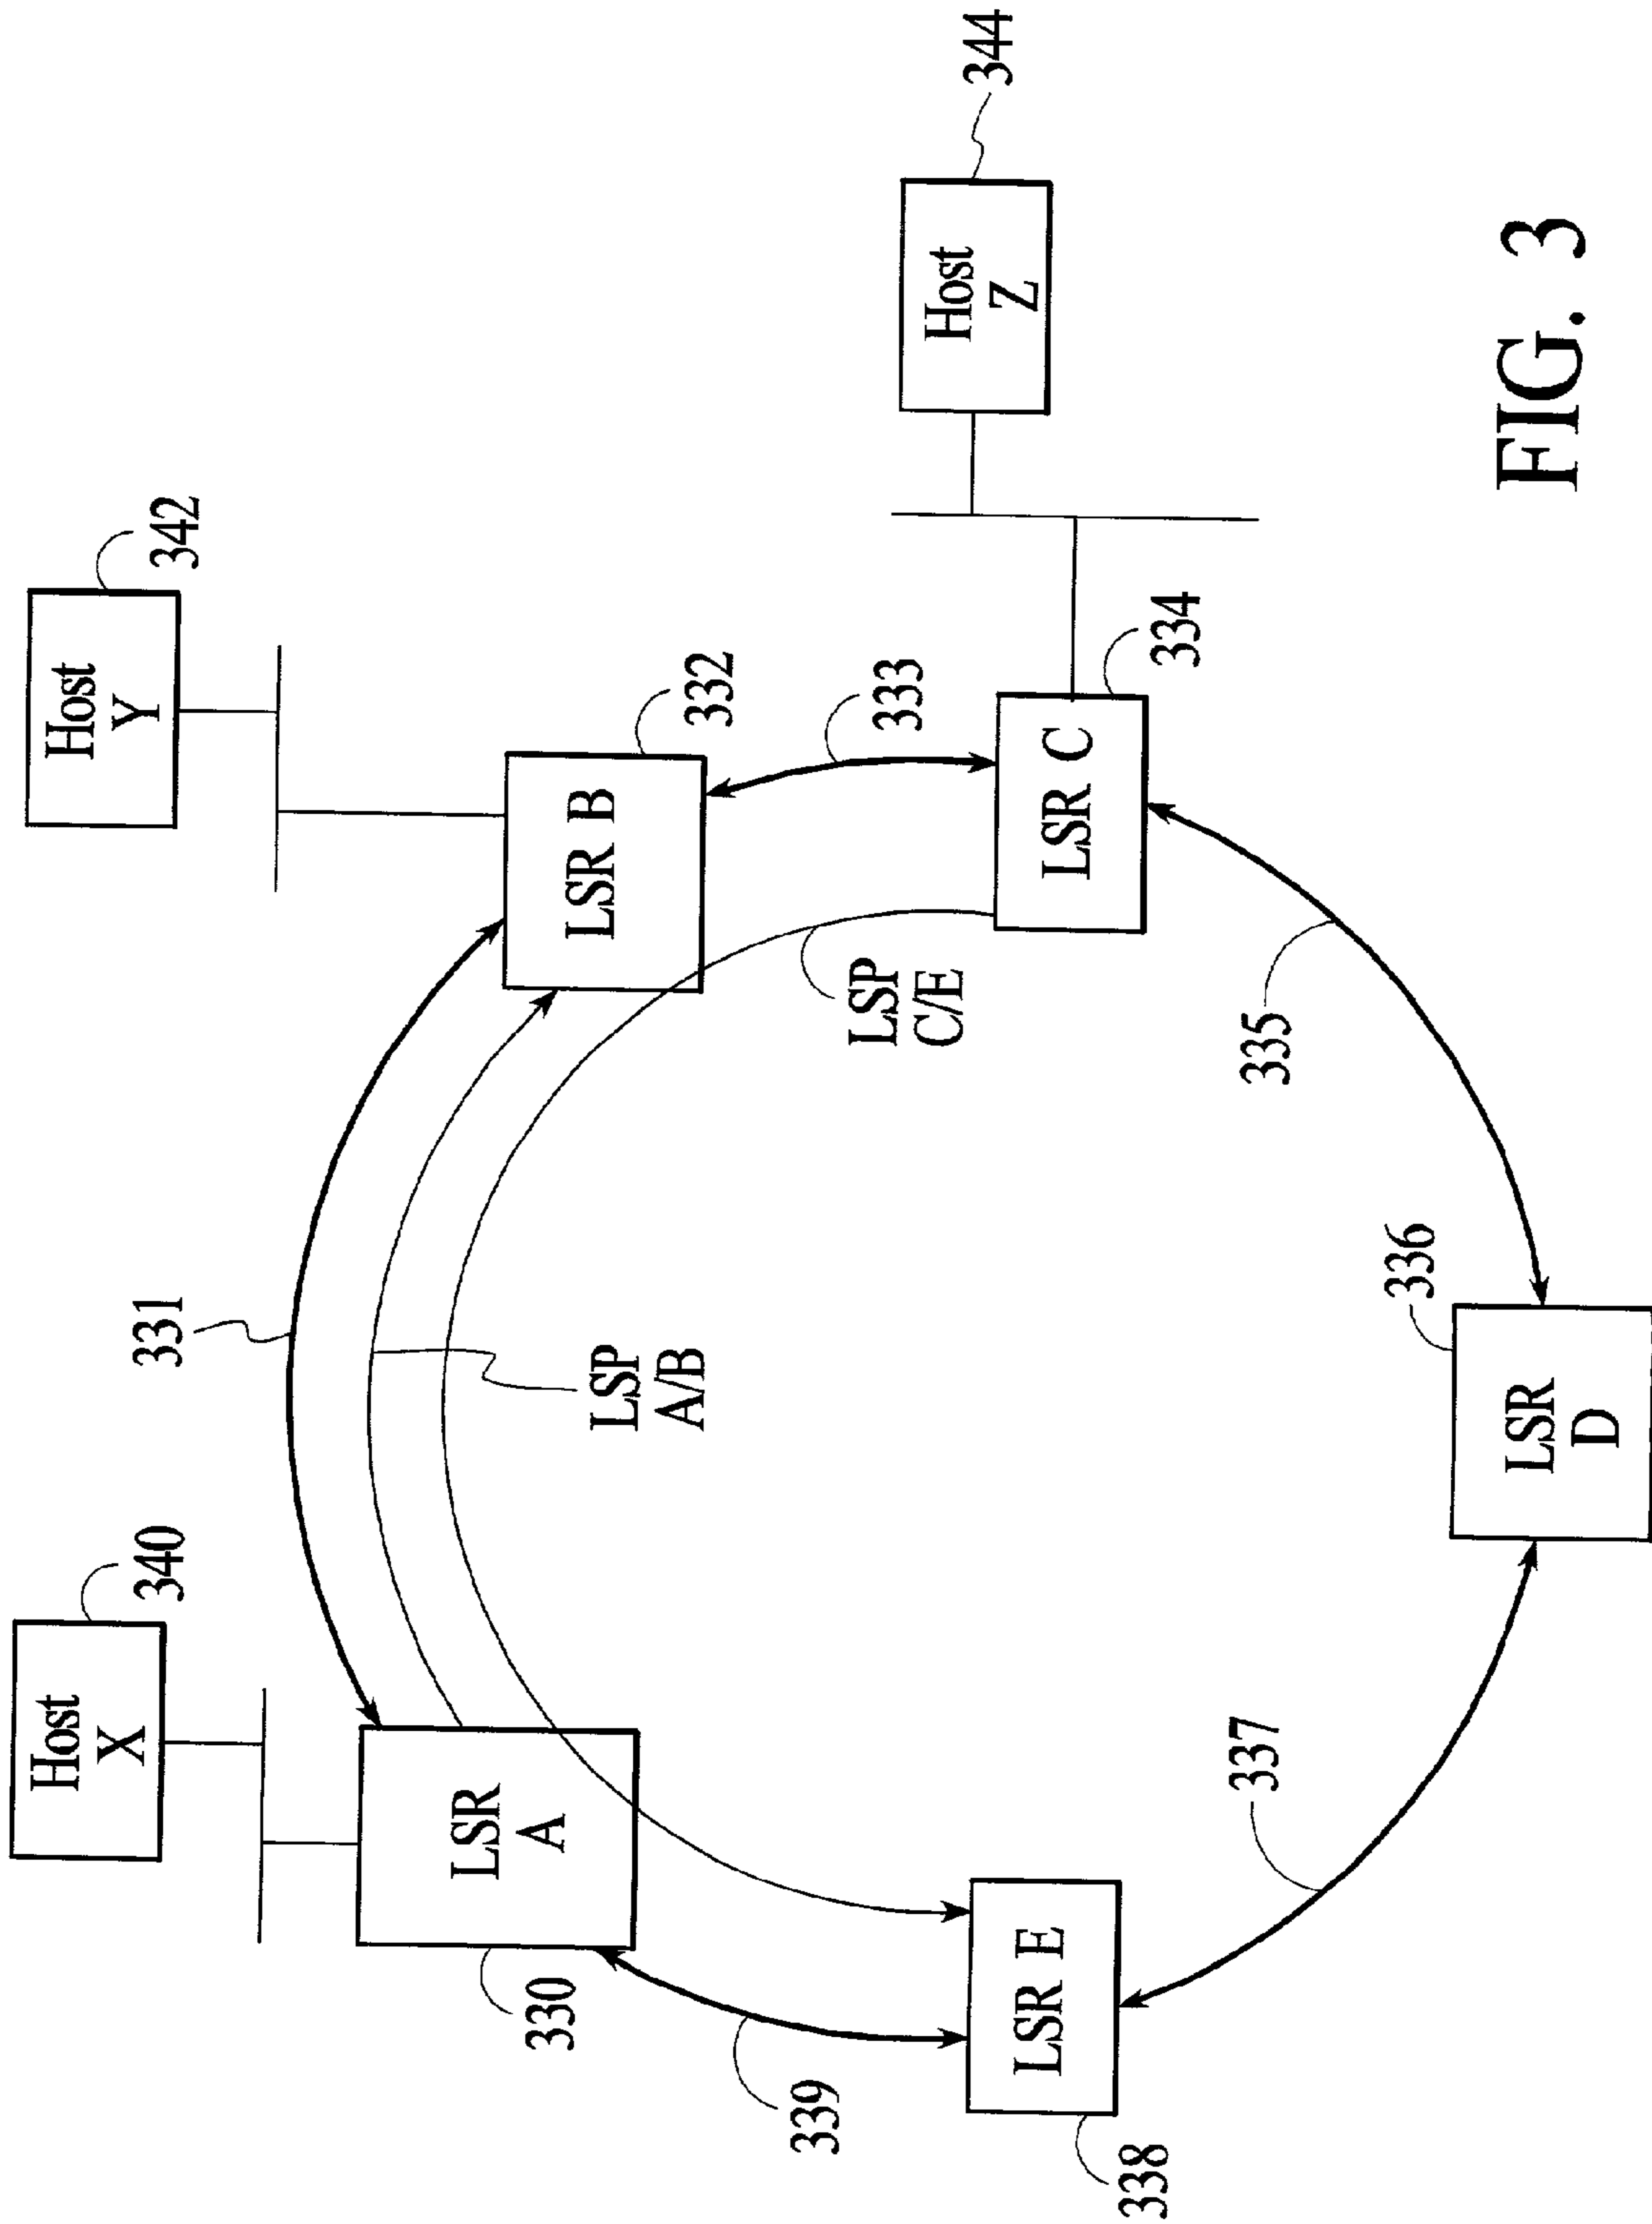 Host
X
340
Host
Y
342
331
LSR
A
330
LSP
A/B
LSR B
332
333
LSP
C/E
LSR C
334
Host
Z
344
339
LSR E
338
335
337
336
LSR
D
FIG. 3